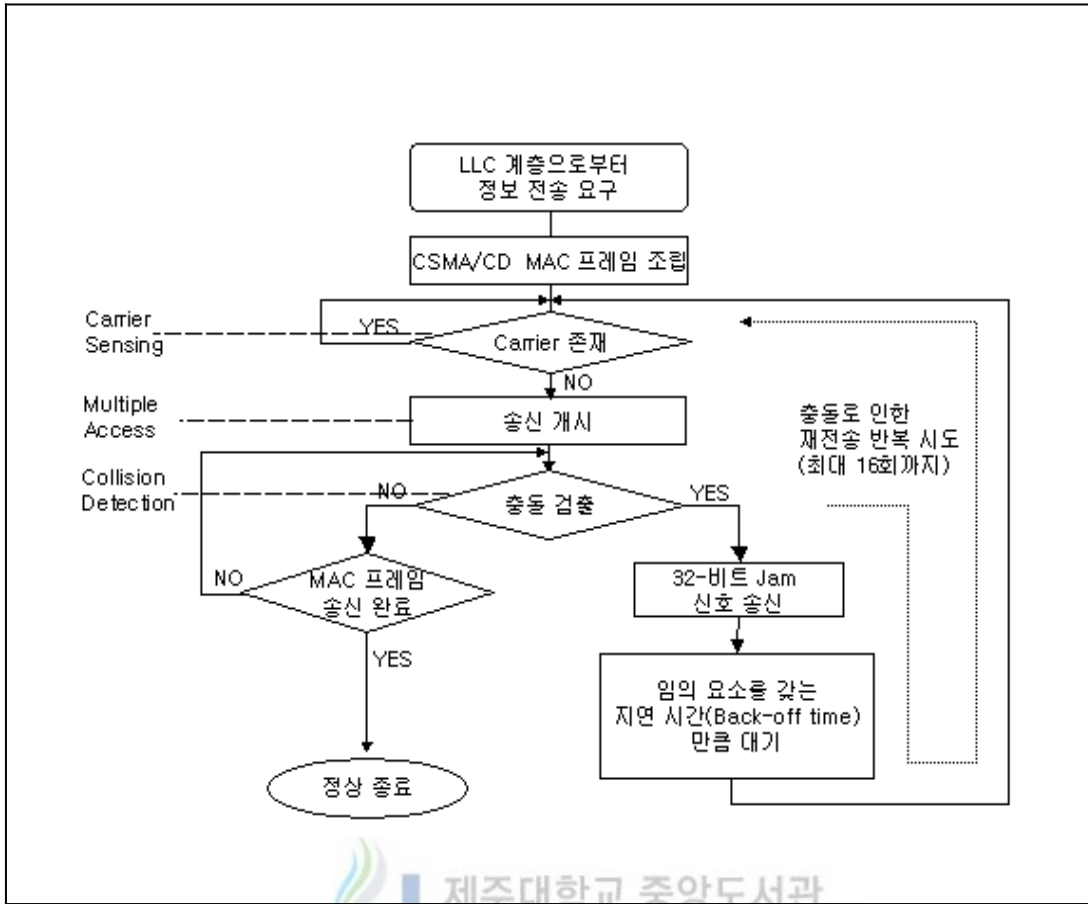 LLC 계층으로부터
정보 전송 요구
CSMA/CD MAC 프레임 조립
Carrier
Sensing
YES
Carrier 존재
NO
Multiple
Access
송신 개시
충돌로 인한
재전송 반복 시도
(최대 16회까지)
Collision
Detection
NO
충돌 검출
YES
NO
MAC 프레임
송신 완료
32-비트 Jam
신호 송신
YES
임의 요소를 갖는
지연 시간(Back-off time)
만큼 대기
정상 종료
제주대학교 중앙도서관